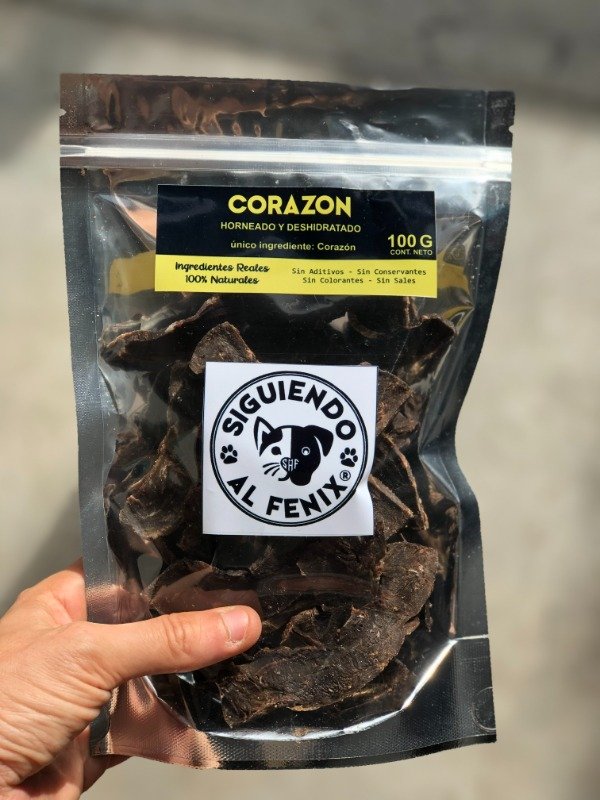 CORAZON
HORNEADO Y DESHIDRATADO
único ingrediente: Corazón
100 G
CONT. NETO
Ingredientes Reales
100% Naturales
Sin Aditivos - Sin Conservantes
Sin Colorantes - Sin Sales
SIGUIENDO
SAF
AL FENIX®